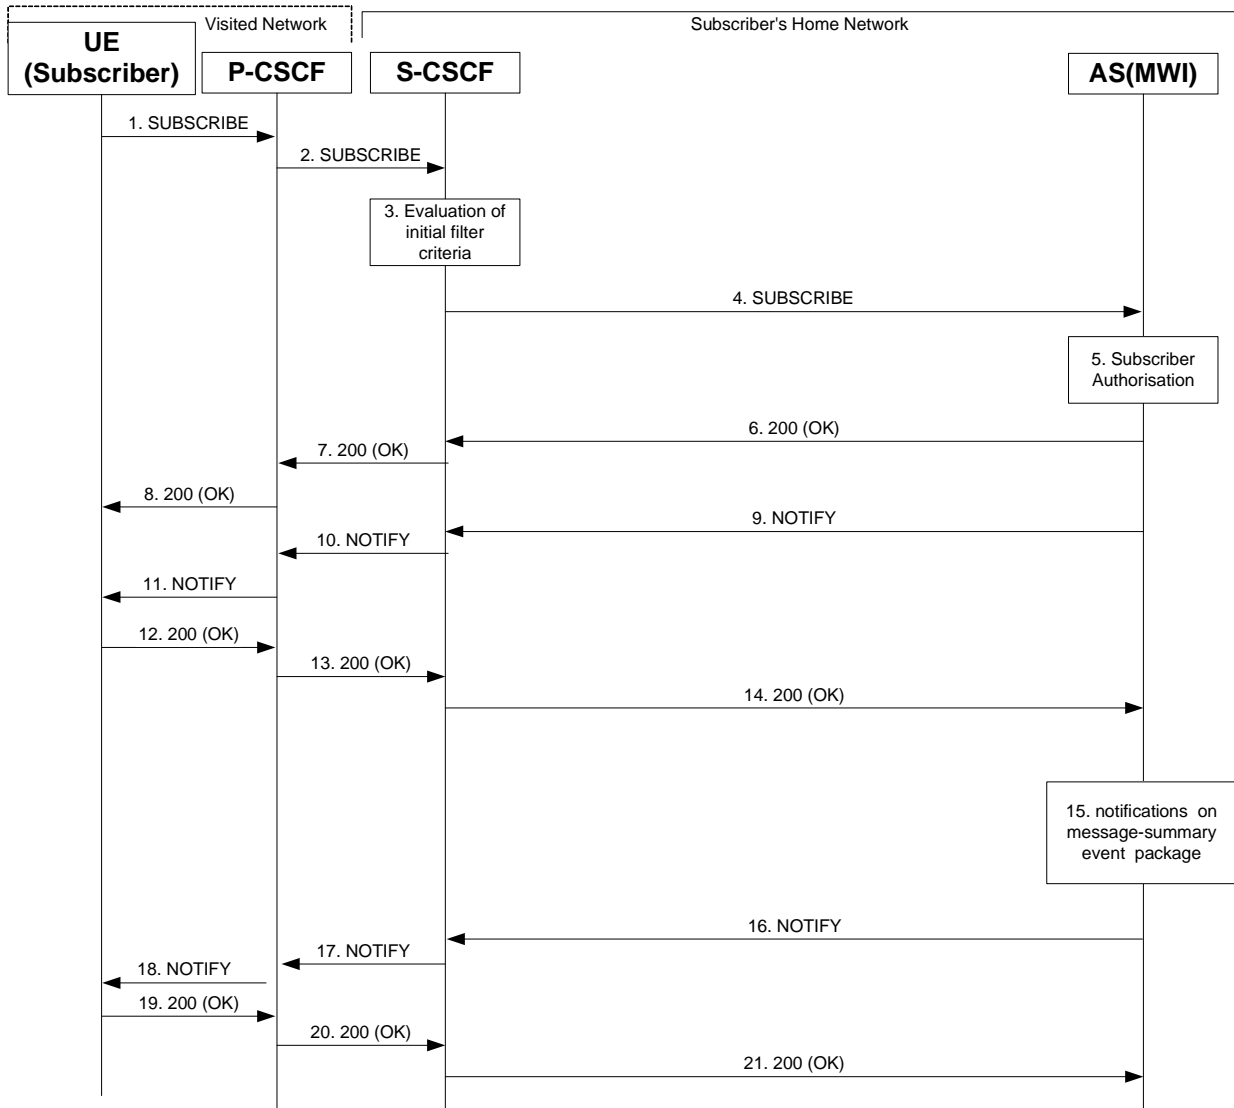 Visited Network
Subscriber's Home Network
UE
(Subscriber)
P-CSCF
S-CSCF
AS(MWI)
1. SUBSCRIBE
2. SUBSCRIBE
3. Evaluation of
initial filter
criteria
4. SUBSCRIBE
5. Subscriber
Authorisation
6. 200 (OK)
7. 200 (OK)
8. 200 (OK)
9. NOTIFY
10. NOTIFY
11. NOTIFY
12. 200 (OK)
13. 200 (OK)
14. 200 (OK)
15. notifications on
message-summary
event package
16. NOTIFY
17. NOTIFY
18. NOTIFY
19. 200 (OK)
20. 200 (OK)
21. 200 (OK)